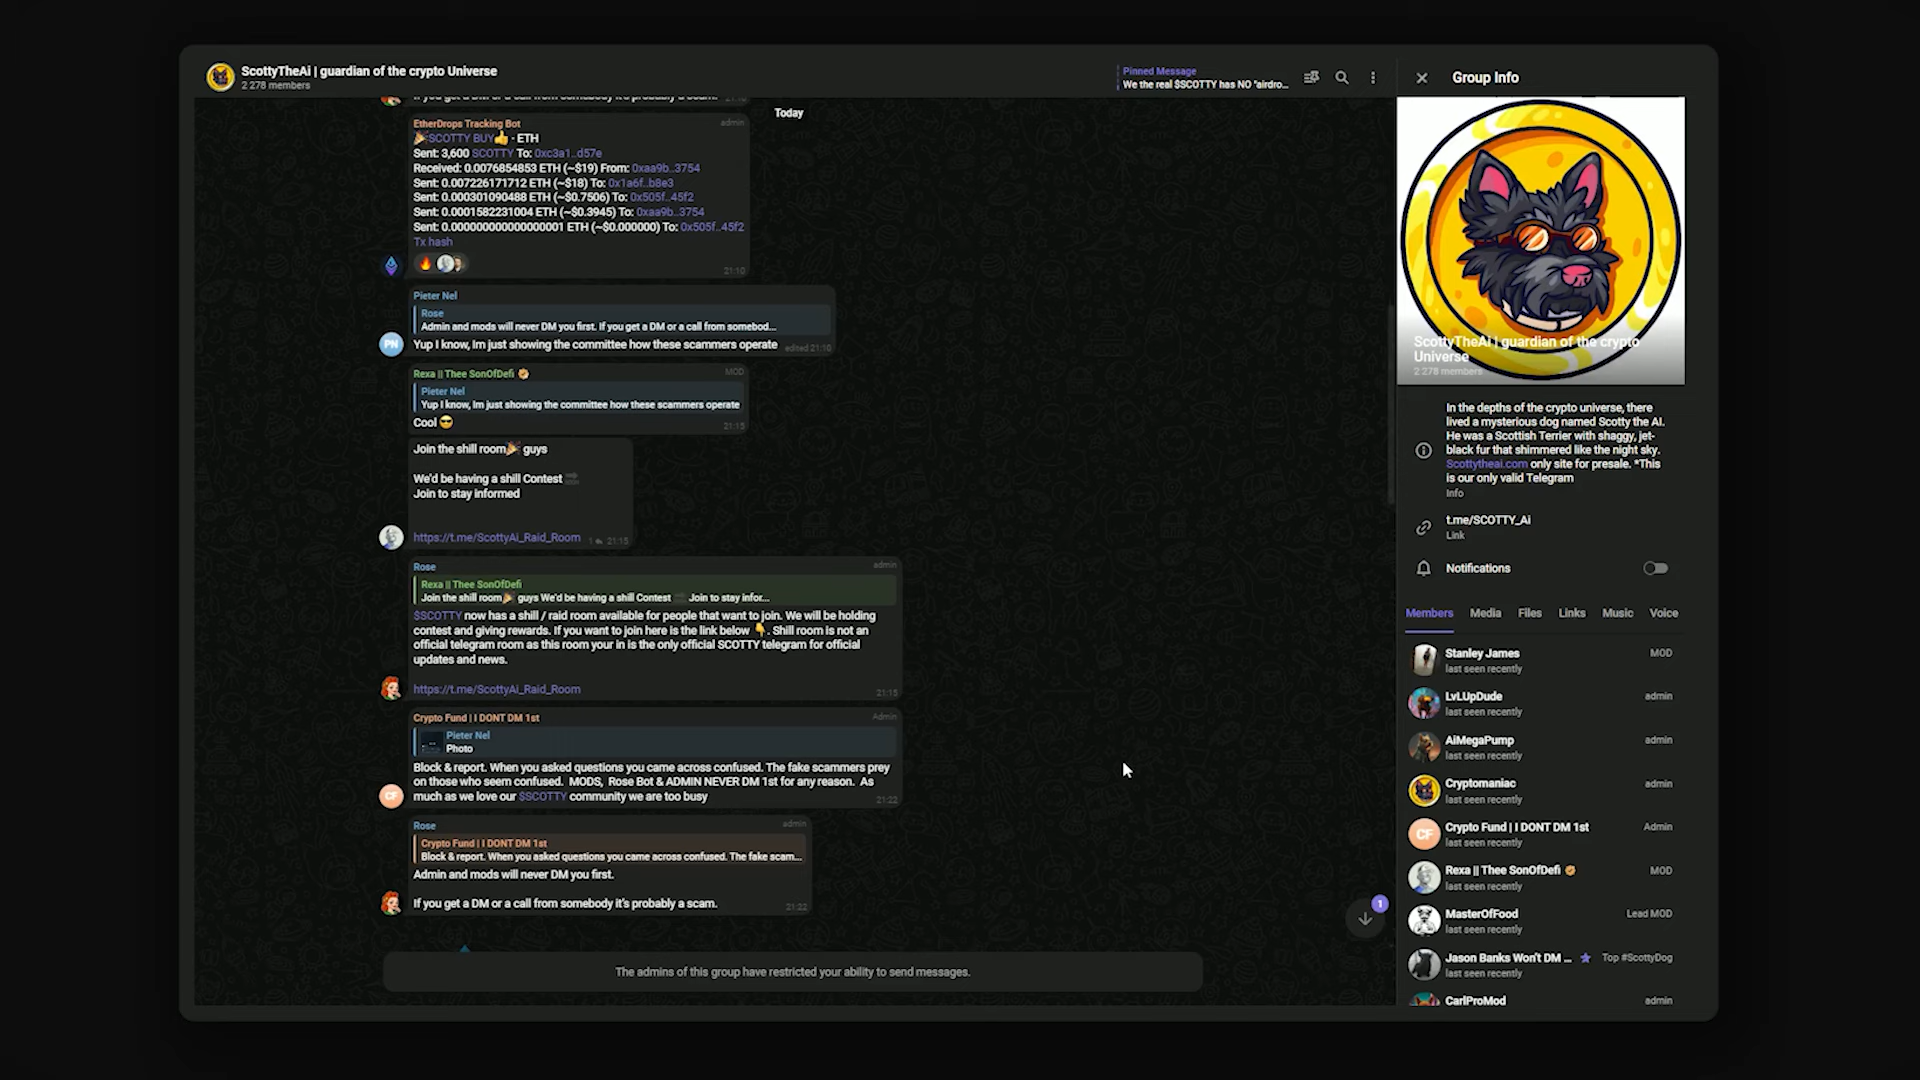 ScottyTheAi | guardian of the crypto Universe
2 278 members
Pinned Message
We the real $SCOTTY has NO "airdro...
Today
EtherDrops Tracking Bot admin
SCOTTY BUY - ETH
Sent: 3,600 SCOTTY To: 0xc3a1..d57e
Received: 0.0076854853 ETH (~$19) From: 0xaa9b..3754
Sent: 0.007226171712 ETH (~$18) To: 0x1a6f..b8e3
Sent: 0.000301090488 ETH (~$0.7506) To: 0x505f..45f2
Sent: 0.0001582231004 ETH (~$0.3945) To: 0xaa9b..3754
Sent: 0.000000000000000001 ETH (~$0.000000) To: 0x505f..45f2
Tx hash
21:10
Pieter Nel
Rose
Admin and mods will never DM you first. If you get a DM or a call from somebod...
PN
Yup I know, Im just showing the committee how these scammers operate edited 21:10
Rexa || Thee SonOfDefi MOD
Pieter Nel
Yup I know, Im just showing the committee how these scammers operate
Cool 😎 21:15
Join the shill room🎉 guys
We'd be having a shill Contest
Join to stay informed
https://t.me/ScottyAi_Raid_Room 1 21:15
Rose admin
Rexa || Thee SonOfDefi
Join the shill room🎉 guys We'd be having a shill Contest Join to stay infor...
$SCOTTY now has a shill / raid room available for people that want to join. We will be holding
contest and giving rewards. If you want to join here is the link below 👇. Shill room is not an
official telegram room as this room your in is the only official SCOTTY telegram for official
updates and news.
https://t.me/ScottyAi_Raid_Room 21:15
Crypto Fund | I DONT DM 1st Admin
Pieter Nel
Photo
Block & report. When you asked questions you came across confused. The fake scammers prey
on those who seem confused. MODS, Rose Bot & ADMIN NEVER DM 1st for any reason. As
much as we love our $SCOTTY community we are too busy 21:22
CF
Rose admin
Crypto Fund | I DONT DM 1st
Block & report. When you asked questions you came across confused. The fake scam...
Admin and mods will never DM you first.
If you get a DM or a call from somebody it's probably a scam. 21:22
1
The admins of this group have restricted your ability to send messages.
Group Info
ScottyTheAi | guardian of the crypto
Universe
2 278 members
In the depths of the crypto universe, there
lived a mysterious dog named Scotty the AI.
He was a Scottish Terrier with shaggy, jet-
black fur that shimmered like the night sky.
Scottytheai.com only site for presale. *This
is our only valid Telegram
Info
t.me/SCOTTY_Ai
Link
Notifications
Members Media Files Links Music Voice
Stanley James MOD
last seen recently
LvLUpDude admin
last seen recently
AiMegaPump admin
last seen recently
Cryptomaniac admin
last seen recently
CF
Crypto Fund | I DONT DM 1st Admin
last seen recently
Rexa || Thee SonOfDefi MOD
last seen recently
MasterOfFood Lead MOD
last seen recently
Jason Banks Won't DM ... Top #ScottyDog
last seen recently
CarlProMod admin